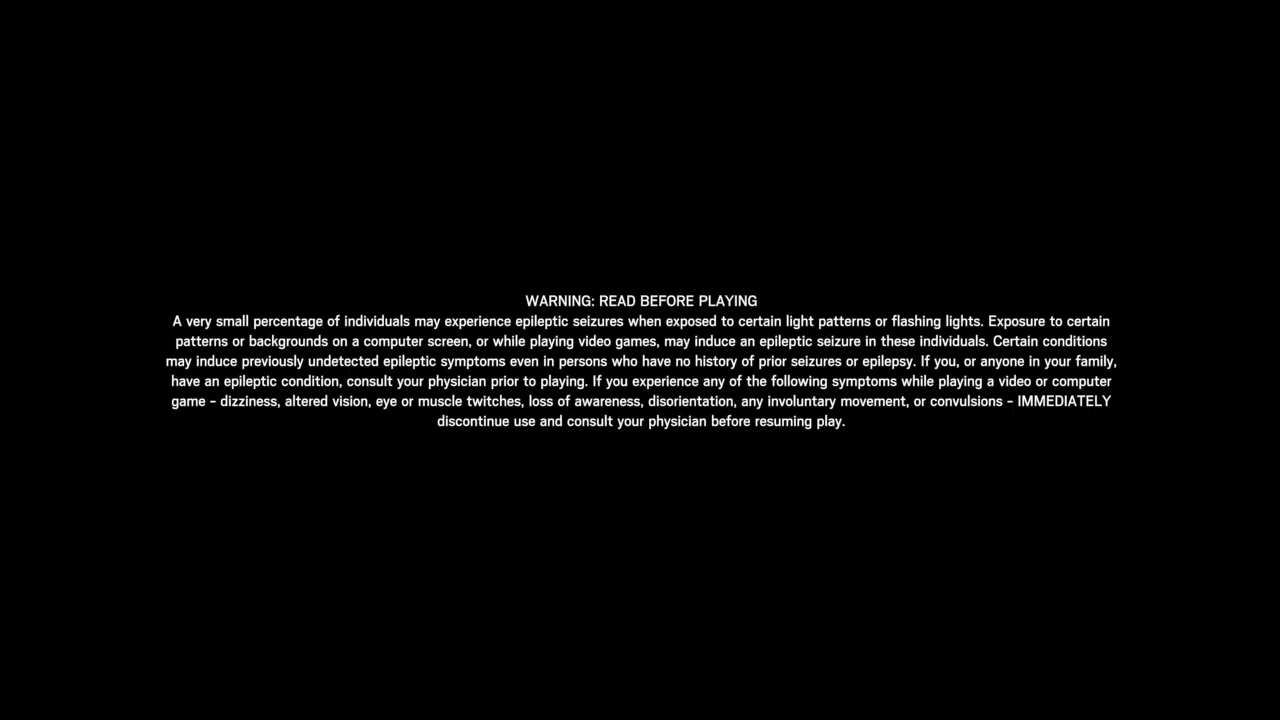 WARNING: READ BEFORE PLAYING
A very small percentage of individuals may experience epileptic seizures when exposed to certain light patterns or flashing lights. Exposure to certain
patterns or backgrounds on a computer screen, or while playing video games, may induce an epileptic seizure in these individuals. Certain conditions
may induce previously undetected epileptic symptoms even in persons who have no history of prior seizures or epilepsy. If you, or anyone in your family,
have an epileptic condition, consult your physician prior to playing. If you experience any of the following symptoms while playing a video or computer
game - dizziness, altered vision, eye or muscle twitches, loss of awareness, disorientation, any involuntary movement, or convulsions - IMMEDIATELY
discontinue use and consult your physician before resuming play.